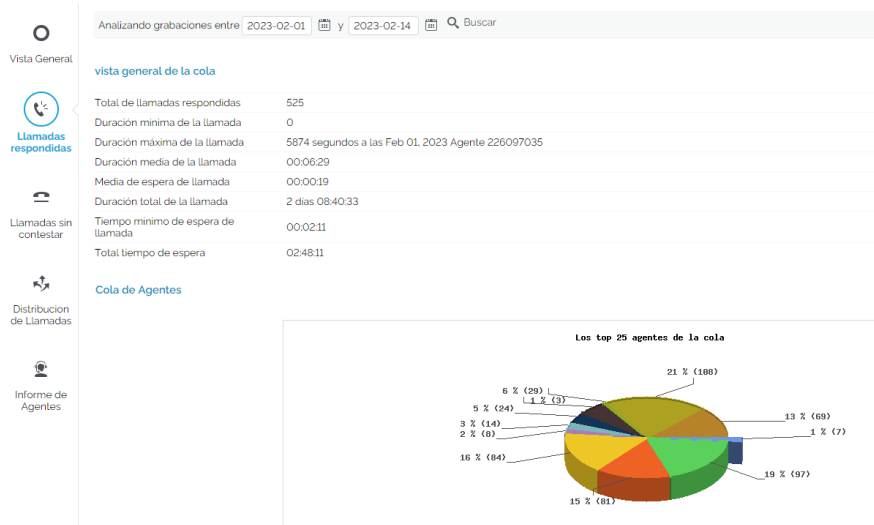 Analizando grabaciones entre 2023-02-01 y 2023-02-14 Buscar
Vista General
Llamadas
respondidas
Llamadas sin
contestar
Distribucion
de Llamadas
Informe de
Agentes
vista general de la cola
Total de llamadas respondidas 525
Duración minima de la llamada 0
Duración máxima de la llamada 5874 segundos a las Feb 01, 2023 Agente 226097035
Duración media de la llamada 00:06:29
Media de espera de llamada 00:00:19
Duración total de la llamada 2 dias 08:40:33
Tiempo minimo de espera de
llamada 00:02:11
Total tiempo de espera 02:48:11
Cola de Agentes
Los top 25 agentes de la cola
21 % (108)
6 % (29)
1 % (3)
5 % (24)
13 % (69)
3 % (14)
1 % (7)
2 % (8)
16 % (84)
19 % (97)
15 % (81)